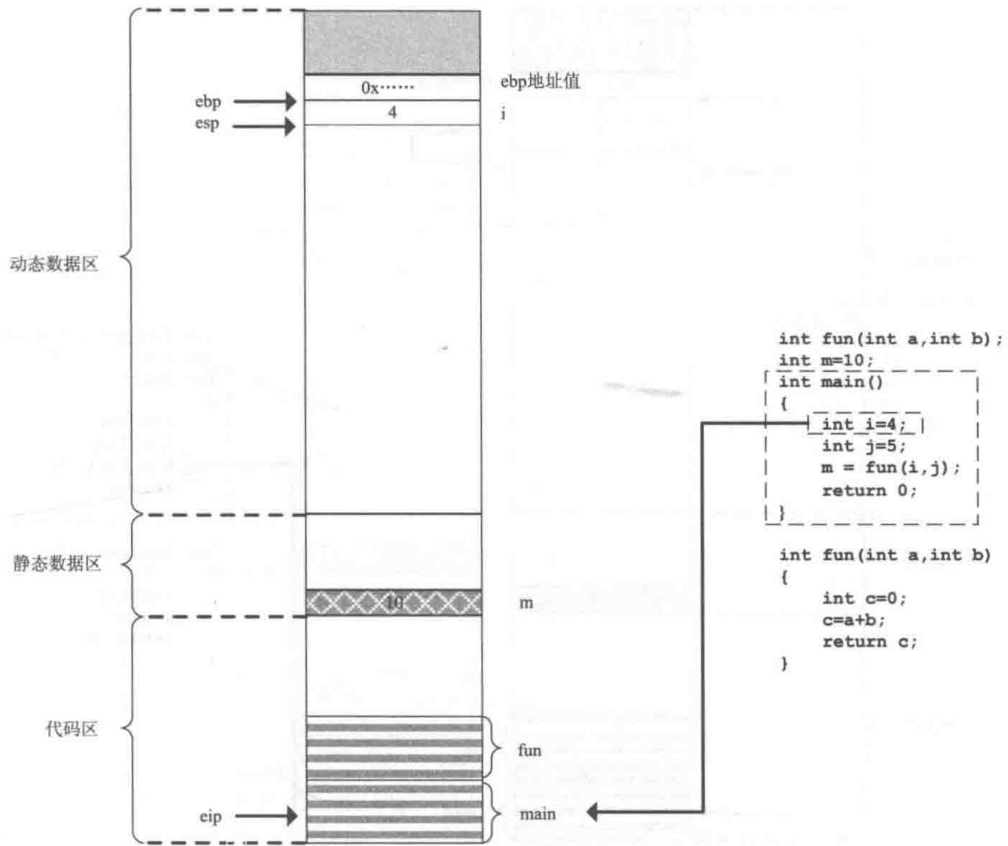 0x······
ebp地址值
ebp
4
i
esp
动态数据区
静态数据区
10
m
代码区
fun
eip
main
int fun(int a,int b);
int m=10;
int main()
{
int i=4;
int j=5;
m = fun(i,j);
return 0;
}
int fun(int a,int b)
{
int c=0;
c=a+b;
return c;
}